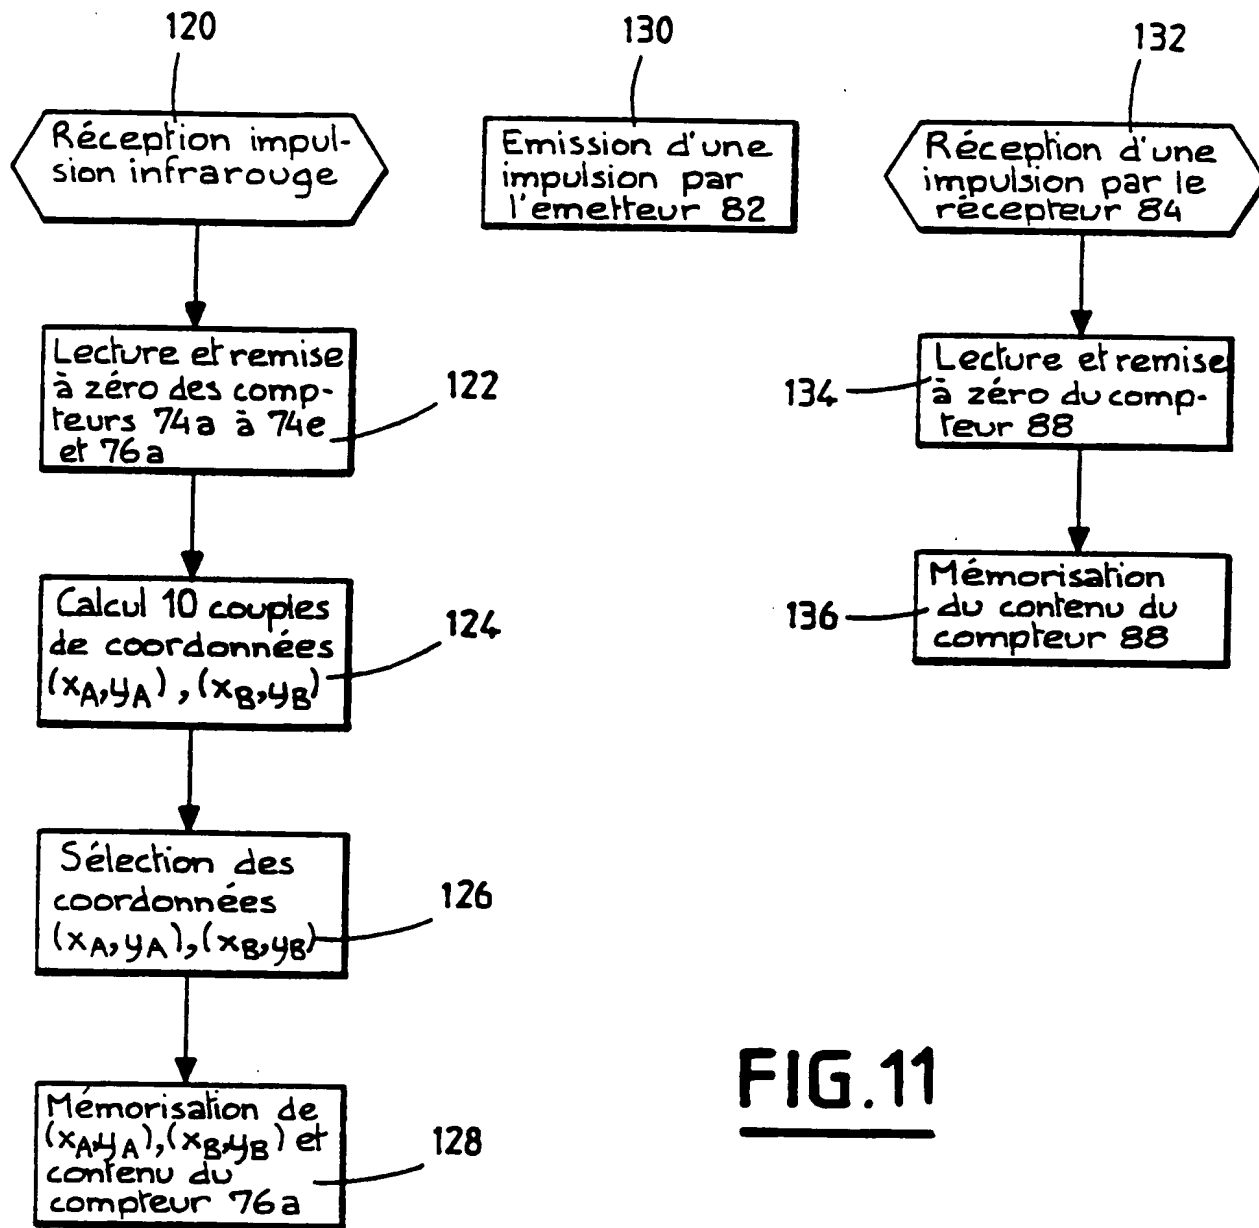 120
Réception impul-
sion infrarouge
Lecture et remise
à zéro des comp-
teurs 74a à 74e
et 76a
122
Calcul 10 couples
de coordonnées
(xA,yA),(xB,yB)
124
Sélection des
coordonnées
(xA,yA),(xB,yB)
126
Mémorisation de
(xA,yA),(xB,yB) et
contenu du
compteur 76a
128
130
Emission d'une
impulsion par
l'emetteur 82
132
Réception d'une
impulsion par le
récepteur 84
Lecture et remise
à zéro du comp-
teur 88
134
Mémorisation
du contenu du
compteur 88
136
FIG.11